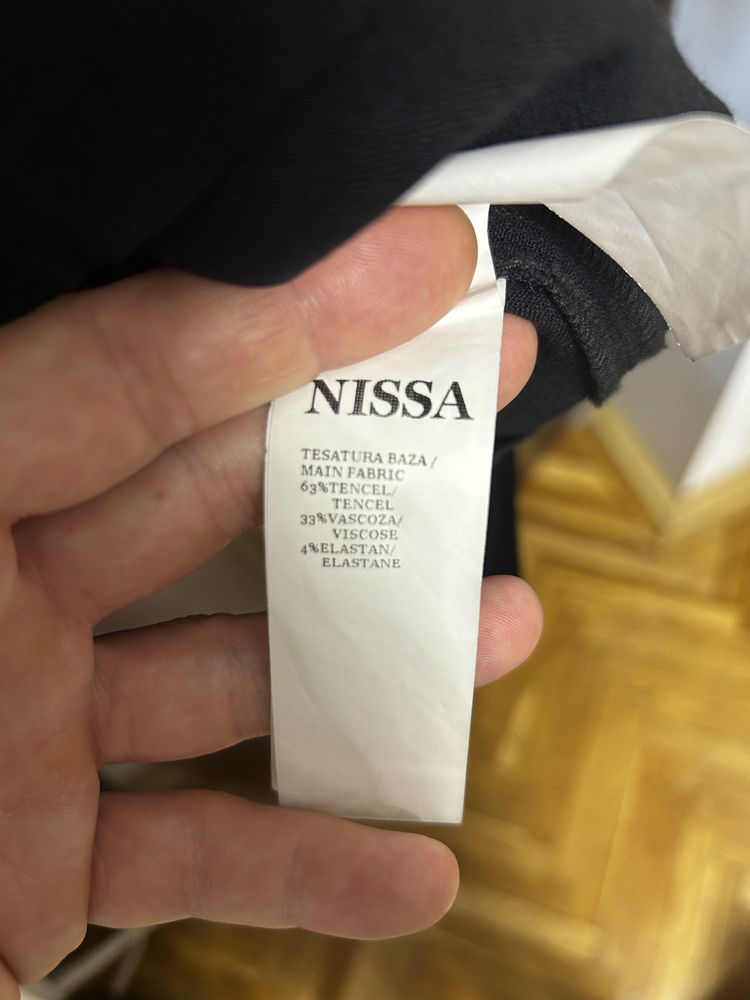 NISSA
TESATURA BAZA /
MAIN FABRIC
63%TENCEL/
TENCEL
33%VASCOZA/
VISCOSE
4%ELASTAN/
ELASTANE